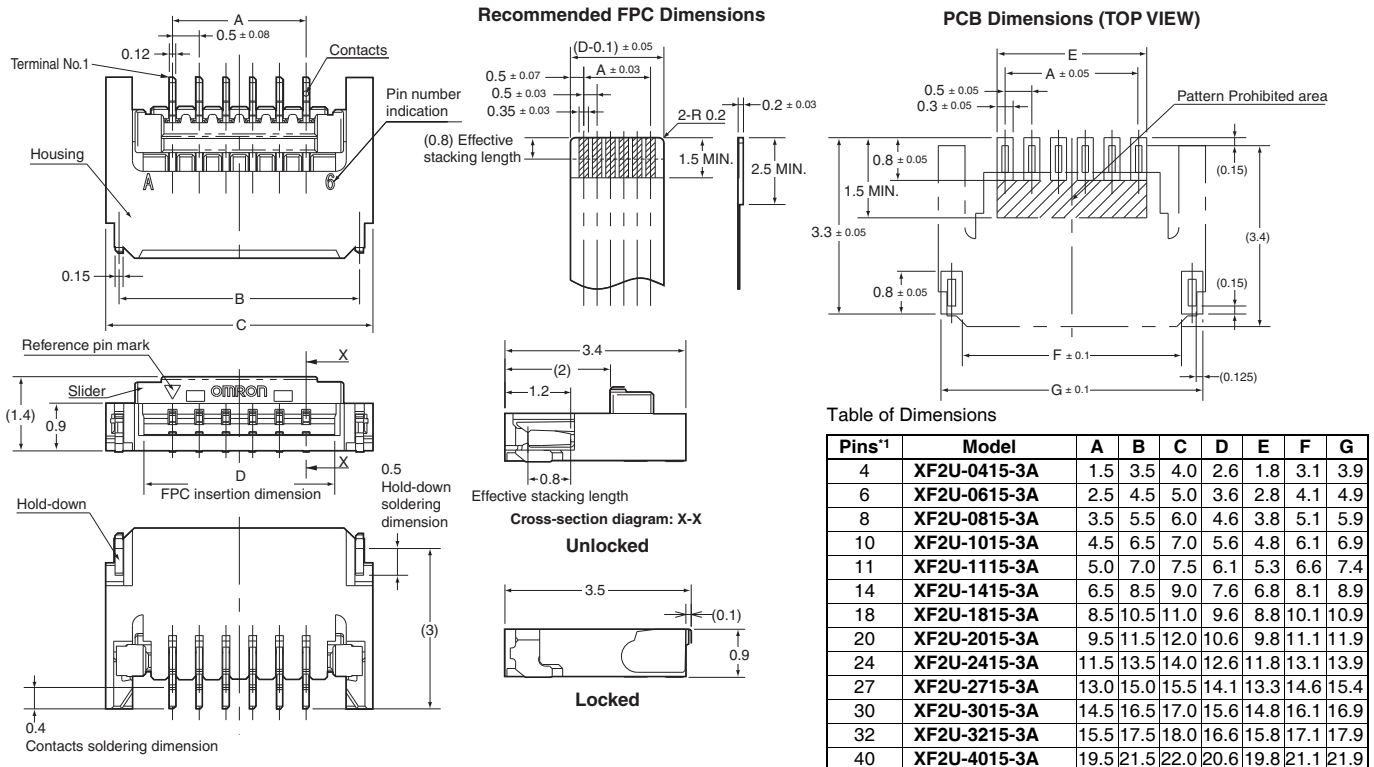 A
0.5 ± 0.08
0.12
Terminal No.1
Contacts
Pin number
indication
Housing
A
6
0.15
B
C
Reference pin mark
Slider
OMRON
X
(1.4)
0.9
X
D
FPC insertion dimension
0.5
Hold-down
soldering
dimension
Hold-down
(3)
0.4
Contacts soldering dimension
Recommended FPC Dimensions
(D-0.1) ± 0.05
0.5 ± 0.07
A ± 0.03
0.5 ± 0.03
0.35 ± 0.03
0.2 ± 0.03
2-R 0.2
(0.8) Effective
stacking length
1.5 MIN.
2.5 MIN.
3.4
(2)
1.2
0.8
Effective stacking length
Cross-section diagram: X-X
Unlocked
3.5
(0.1)
0.9
Locked
PCB Dimensions (TOP VIEW)
E
A ± 0.05
0.5 ± 0.05
0.3 ± 0.05
Pattern Prohibited area
0.8 ± 0.05
(0.15)
1.5 MIN.
3.3 ± 0.05
(3.4)
0.8 ± 0.05
(0.15)
F ± 0.1
(0.125)
G ± 0.1
Table of Dimensions
Pins*1 Model A B C D E F G
4 XF2U-0415-3A 1.5 3.5 4.0 2.6 1.8 3.1 3.9
6 XF2U-0615-3A 2.5 4.5 5.0 3.6 2.8 4.1 4.9
8 XF2U-0815-3A 3.5 5.5 6.0 4.6 3.8 5.1 5.9
10 XF2U-1015-3A 4.5 6.5 7.0 5.6 4.8 6.1 6.9
11 XF2U-1115-3A 5.0 7.0 7.5 6.1 5.3 6.6 7.4
14 XF2U-1415-3A 6.5 8.5 9.0 7.6 6.8 8.1 8.9
18 XF2U-1815-3A 8.5 10.5 11.0 9.6 8.8 10.1 10.9
20 XF2U-2015-3A 9.5 11.5 12.0 10.6 9.8 11.1 11.9
24 XF2U-2415-3A 11.5 13.5 14.0 12.6 11.8 13.1 13.9
27 XF2U-2715-3A 13.0 15.0 15.5 14.1 13.3 14.6 15.4
30 XF2U-3015-3A 14.5 16.5 17.0 15.6 14.8 16.1 16.9
32 XF2U-3215-3A 15.5 17.5 18.0 16.6 15.8 17.1 17.9
40 XF2U-4015-3A 19.5 21.5 22.0 20.6 19.8 21.1 21.9